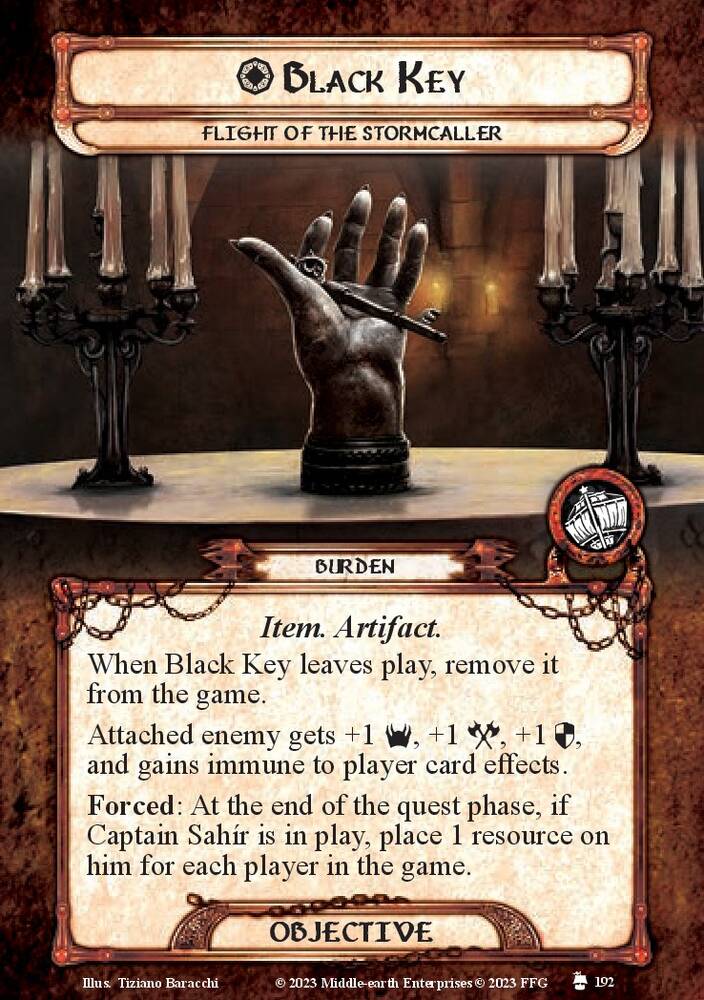 Black Key
Flight of the Stormcaller
Burden
Item. Artifact.
When Black Key leaves play, remove it
from the game.
Attached enemy gets +1 , +1 , +1 ,
and gains immune to player card effects.
Forced: At the end of the quest phase, if
Captain Sahír is in play, place 1 resource on
him for each player in the game.
Objective
Illus. Tiziano Baracchi © 2023 Middle-earth Enterprises © 2023 FFG 192